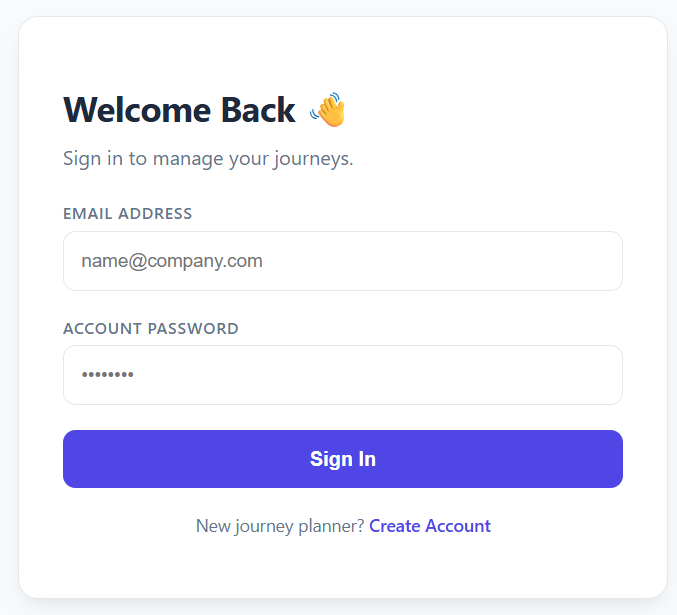 Welcome Back 👋
Sign in to manage your journeys.
EMAIL ADDRESS
name@company.com
ACCOUNT PASSWORD
••••••••
Sign In
New journey planner? Create Account